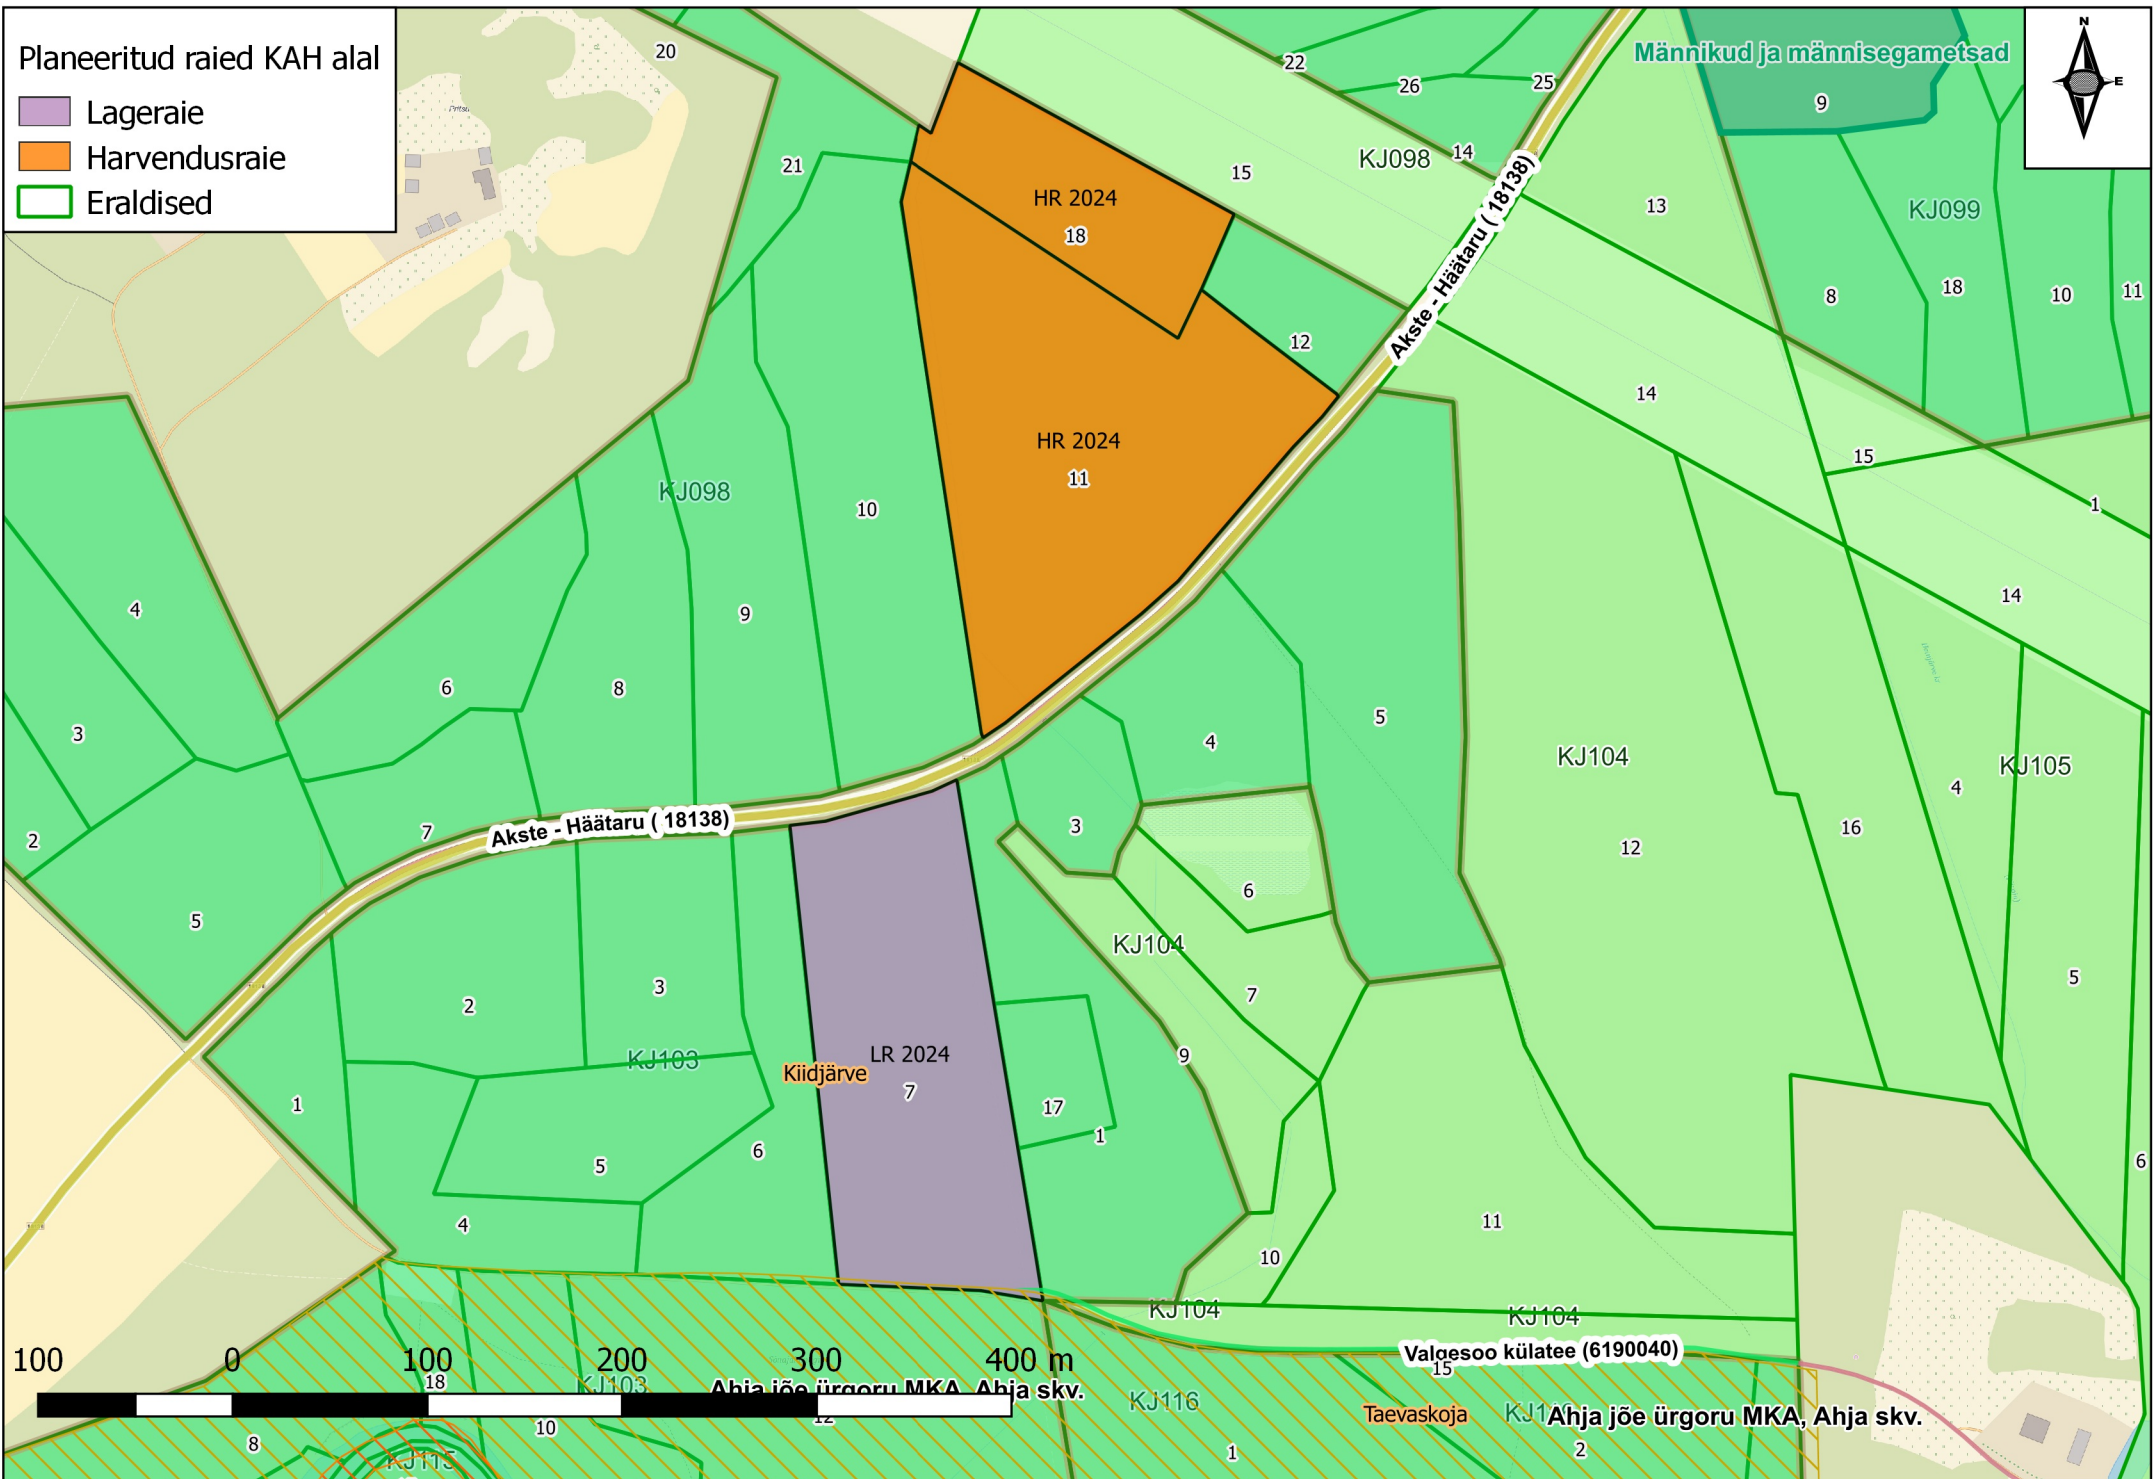 Planeeritud raied KAH alal
Lageraie
Harvendusraie
Eraldised
N
E
Männikud ja männisegametsad
9
20
22
26
25
14
KJ098
15
13
KJ099
8
18
10
11
21
HR 2024
18
12
Akste - Häätaru ( 18138)
14
15
1
HR 2024
11
KJ098
10
9
8
6
7
4
3
2
5
14
KJ104
KJ105
4
16
12
5
6
5
4
3
6
KJ104
7
9
Akste - Häätaru ( 18138)
2
3
KJ103
1
5
6
4
Kiidjärve
LR 2024
7
17
1
10
11
KJ104
KJ104
Valgesoo külatee (6190040)
15
100 0 100 200 300 400 m
18
KJ103
Ahja jõe ürgoru MKA, Ahja skv.
12
10
8
KJ115
KJ116
1
Taevaskoja
Ahja jõe ürgoru MKA, Ahja skv.
2